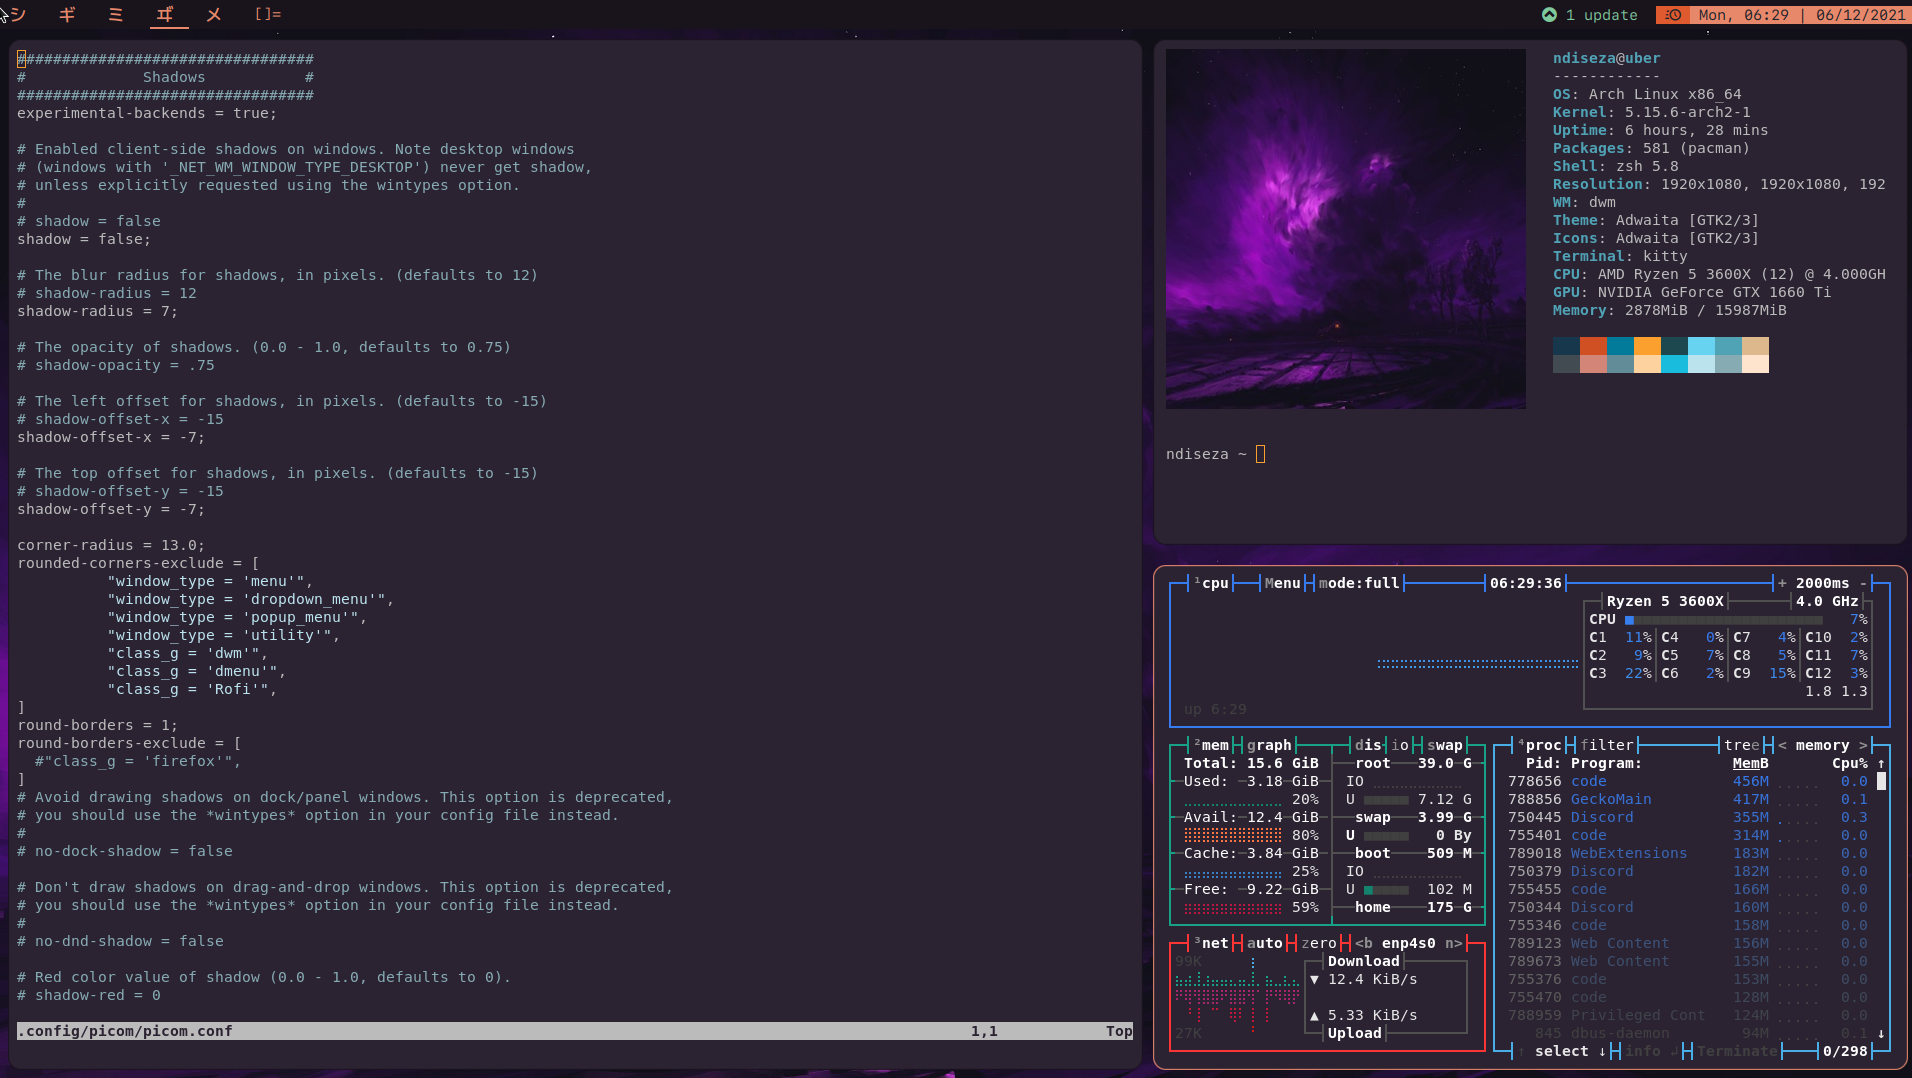 シ ギ ミ ヸ メ []= 1 update Mon, 06:29 | 06/12/2021
#################################
# Shadows #
#################################
experimental-backends = true;
# Enabled client-side shadows on windows. Note desktop windows
# (windows with '_NET_WM_WINDOW_TYPE_DESKTOP') never get shadow,
# unless explicitly requested using the wintypes option.
#
# shadow = false
shadow = false;
# The blur radius for shadows, in pixels. (defaults to 12)
# shadow-radius = 12
shadow-radius = 7;
# The opacity of shadows. (0.0 - 1.0, defaults to 0.75)
# shadow-opacity = .75
# The left offset for shadows, in pixels. (defaults to -15)
# shadow-offset-x = -15
shadow-offset-x = -7;
# The top offset for shadows, in pixels. (defaults to -15)
# shadow-offset-y = -15
shadow-offset-y = -7;
corner-radius = 13.0;
rounded-corners-exclude = [
"window_type = 'menu'",
"window_type = 'dropdown_menu'",
"window_type = 'popup_menu'",
"window_type = 'utility'",
"class_g = 'dwm'",
"class_g = 'dmenu'",
"class_g = 'Rofi'",
]
round-borders = 1;
round-borders-exclude = [
#"class_g = 'firefox'",
]
# Avoid drawing shadows on dock/panel windows. This option is deprecated,
# you should use the *wintypes* option in your config file instead.
#
# no-dock-shadow = false
# Don't draw shadows on drag-and-drop windows. This option is deprecated,
# you should use the *wintypes* option in your config file instead.
#
# no-dnd-shadow = false
# Red color value of shadow (0.0 - 1.0, defaults to 0).
# shadow-red = 0
.config/picom/picom.conf 1,1 Top
ndiseza@uber
------------
OS: Arch Linux x86_64
Kernel: 5.15.6-arch2-1
Uptime: 6 hours, 28 mins
Packages: 581 (pacman)
Shell: zsh 5.8
Resolution: 1920x1080, 1920x1080, 192
WM: dwm
Theme: Adwaita [GTK2/3]
Icons: Adwaita [GTK2/3]
Terminal: kitty
CPU: AMD Ryzen 5 3600X (12) @ 4.000GH
GPU: NVIDIA GeForce GTX 1660 Ti
Memory: 2878MiB / 15987MiB
ndiseza ~
¹cpu Menu mode:full 06:29:36 + 2000ms -
Ryzen 5 3600X 4.0 GHz
CPU 7%
C1 11% C4 0% C7 4% C10 2%
C2 9% C5 7% C8 5% C11 7%
C3 22% C6 2% C9 15% C12 3%
1.8 1.3
up 6:29
²mem graph
Total: 15.6 GiB
Used: 3.18 GiB
20%
Avail: 12.4 GiB
80%
Cache: 3.84 GiB
25%
Free: 9.22 GiB
59%
dis io swap
root 39.0 G
IO
U 7.12 G
swap 3.99 G
U 0 By
boot 509 M
IO
U 102 M
home 175 G
³net auto zero <b enp4s0 n>
99K
Download
▼ 12.4 KiB/s
▲ 5.33 KiB/s
Upload
27K
⁴proc filter tree < memory >
Pid: Program: MemB Cpu% ↑
778656 code 456M 0.0
788856 GeckoMain 417M 0.1
750445 Discord 355M 0.3
755401 code 314M 0.0
789018 WebExtensions 183M 0.0
750379 Discord 182M 0.0
755455 code 166M 0.0
750344 Discord 160M 0.0
755346 code 158M 0.0
789123 Web Content 156M 0.0
789673 Web Content 155M 0.0
755376 code 153M 0.0
755470 code 128M 0.0
788959 Privileged Cont 124M 0.0
845 dbus-daemon 94M 0.1 ↓
↑ select ↓ info ↲ Terminate 0/298